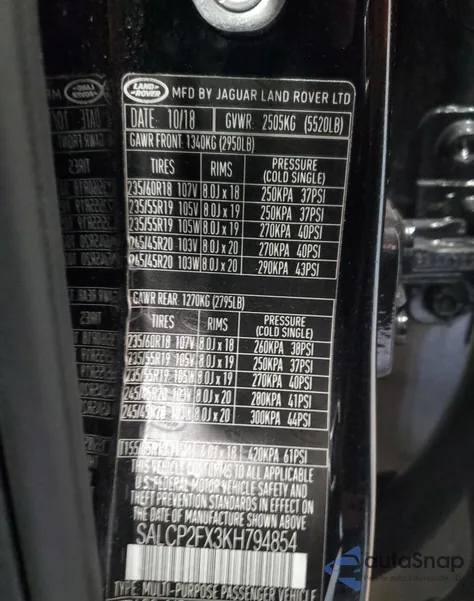 LAND-ROVER MFD BY JAGUAR LAND ROVER LTD
DATE: 10/18 GVWR: 2505KG (5520LB)
GAWR FRONT: 1340KG (2950LB)
TIRES RIMS PRESSURE (COLD SINGLE)
235/60R18 107V 8.0J x 18 250KPA 37PSI
235/55R19 105V 8.0J x 19 250KPA 37PSI
235/55R19 105W 8.0J x 19 270KPA 40PSI
245/45R20 103V 8.0J x 20 270KPA 40PSI
245/45R20 103W 8.0J x 20 290KPA 43PSI
GAWR REAR: 1270KG (2795LB)
TIRES RIMS PRESSURE (COLD SINGLE)
235/60R18 107V 8.0J x 18 260KPA 38PSI
235/55R19 105V 8.0J x 19 250KPA 37PSI
235/55R19 105W 8.0J x 19 270KPA 40PSI
245/45R20 8.0J x 20 280KPA 41PSI
245/45R20 8.0J x 20 300KPA 44PSI
18 420KPA 61PSI
THIS VEHICLE CONFORMS TO ALL APPLICABLE
U.S. FEDERAL MOTOR VEHICLE SAFETY AND
THEFT PREVENTION STANDARDS IN EFFECT ON
THE DATE OF MANUFACTURE SHOWN ABOVE.
SALCP2FX3KH794854
TYPE: MULTI-PURPOSE PASSENGER VEHICLE
autoSnap